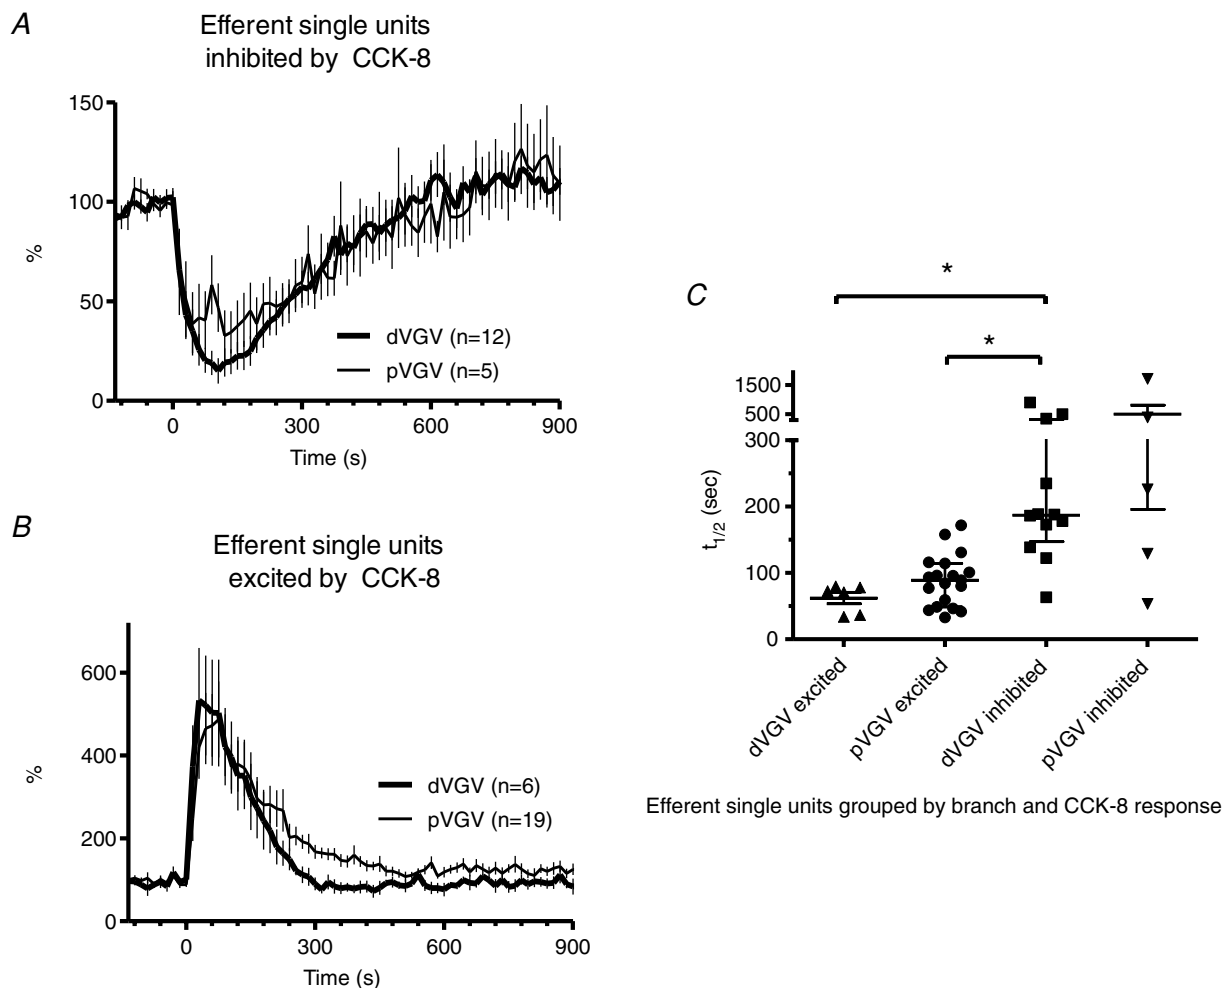 A
Efferent single units
inhibited by CCK-8
150
100
50
0
%
dVGV (n=12)
pVGV (n=5)
0 300 600 900
Time (s)
B
Efferent single units
excited by CCK-8
600
400
200
0
%
dVGV (n=6)
pVGV (n=19)
0 300 600 900
Time (s)
C
*
*
1500
500
300
200
100
0
t1/2 (sec)
dVGV excited
pVGV excited
dVGV inhibited
pVGV inhibited
Efferent single units grouped by branch and CCK-8 response